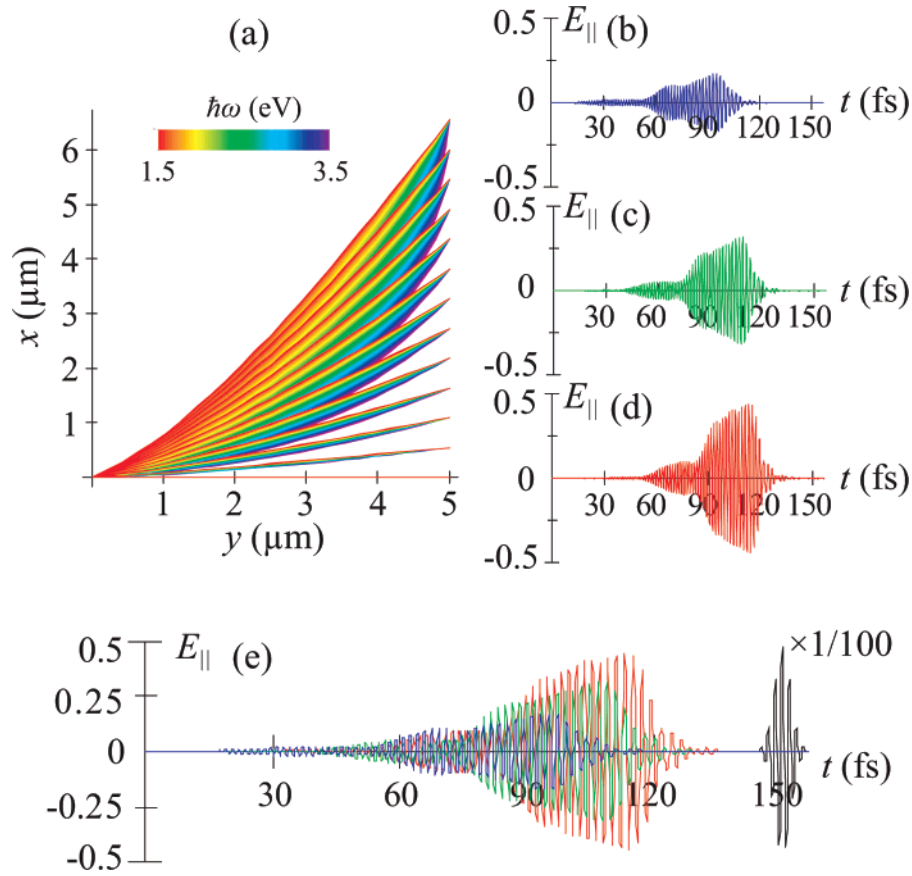 (a)
ħω (eV)
1.5 3.5
6
5
4
3
2
1
x (μm)
1 2 3 4 5
y (μm)
0.5 E|| (b)
0
t (fs)
30 60 90 120 150
-0.5
0.5 E|| (c)
0
t (fs)
30 60 90 120 150
-0.5
0.5 E|| (d)
0
t (fs)
30 60 90 120 150
-0.5
0.5 E|| (e) ×1/100
0.25
0
t (fs)
30 60 90 120 150
-0.25
-0.5